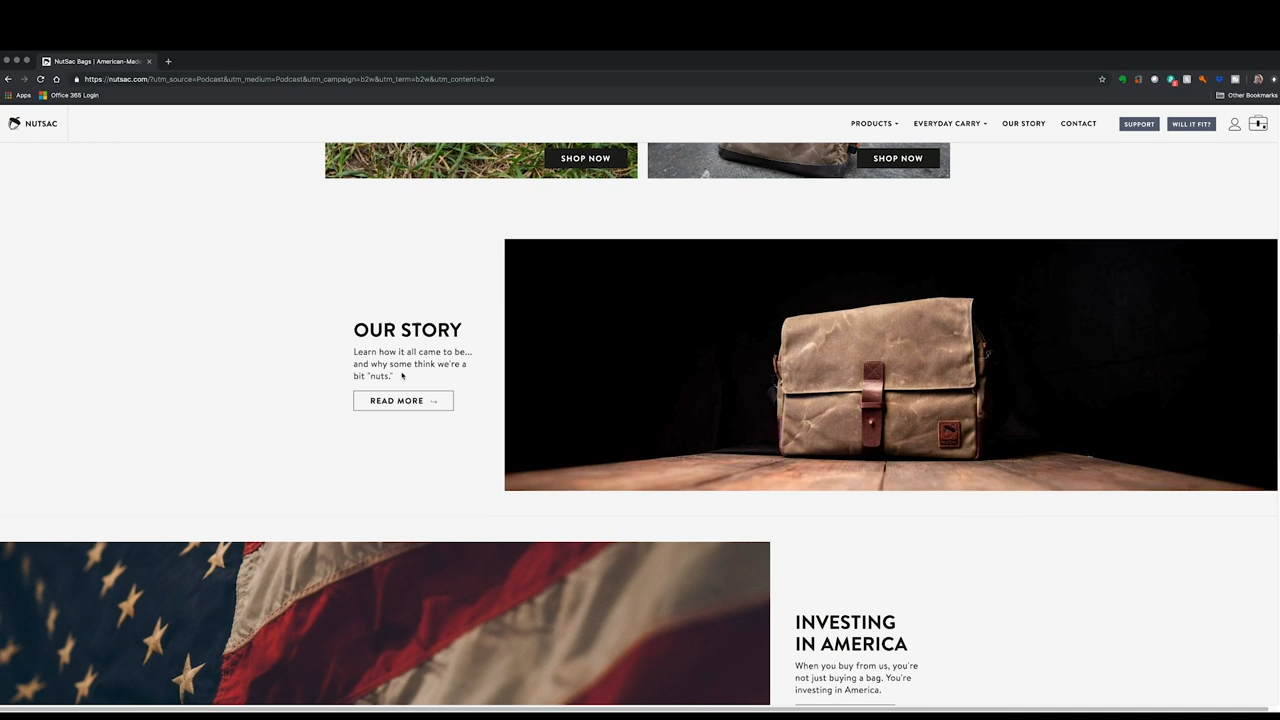 NutSac Bags | American-Made
https://nutsac.com/?utm_source=Podcast&utm_medium=Podcast&utm_campaign=b2w&utm_term=b2w&utm_content=b2w
Apps Office 365 Login Other Bookmarks
NUTSAC PRODUCTS EVERYDAY CARRY OUR STORY CONTACT SUPPORT WILL IT FIT?
SHOP NOW SHOP NOW
OUR STORY
Learn how it all came to be...
and why some think we're a
bit "nuts."
READ MORE
INVESTING
IN AMERICA
When you buy from us, you're
not just buying a bag. You're
investing in America.